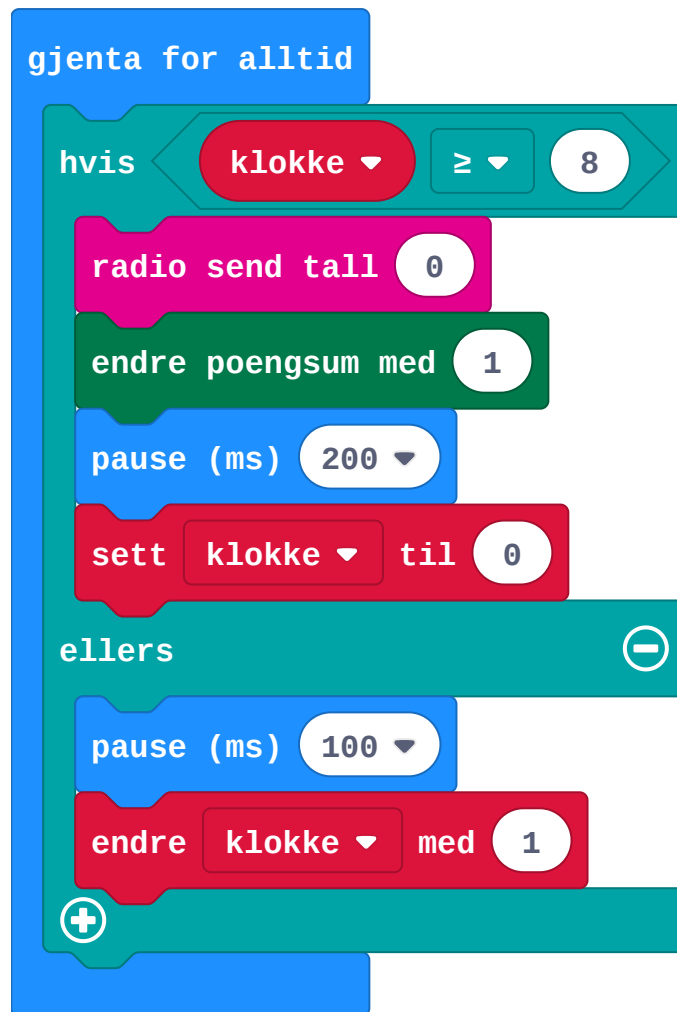 gjenta for alltid
hvis klokke ≥ 8
radio send tall 0
endre poengsum med 1
pause (ms) 200
sett klokke til 0
ellers
pause (ms) 100
endre klokke med 1